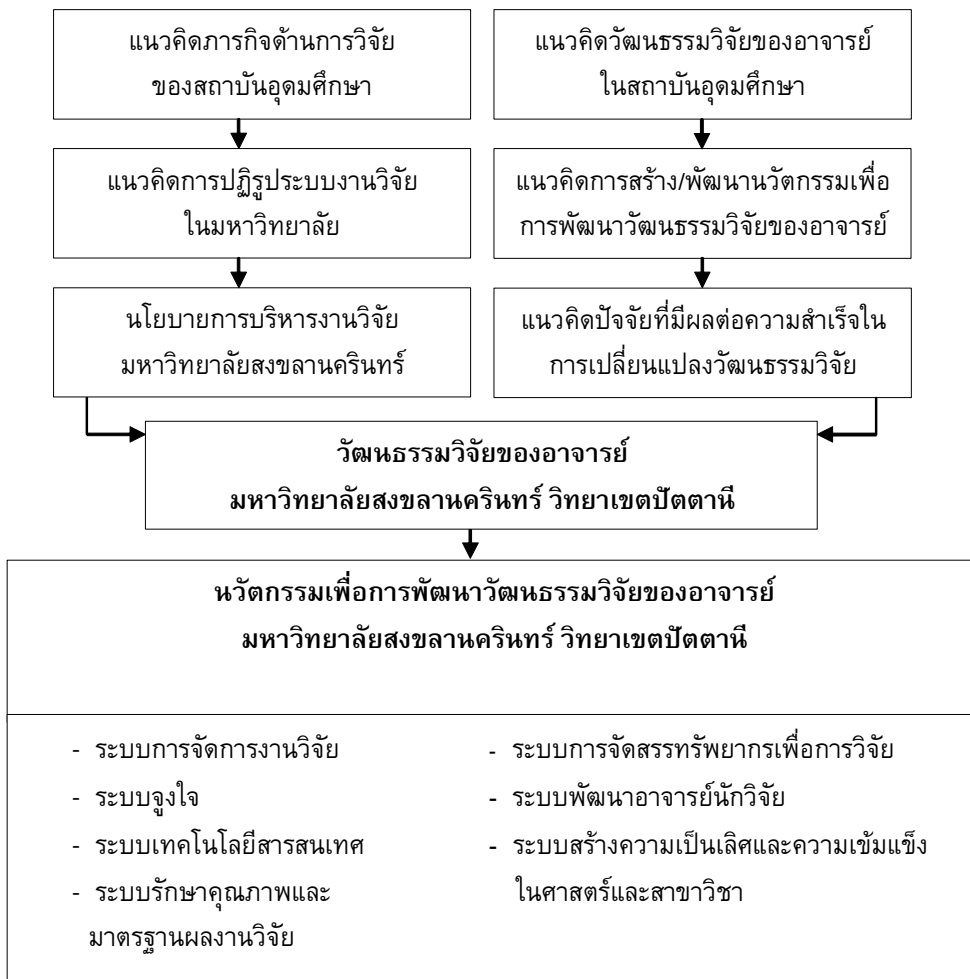 แนวคิดภารกิจด้านการวิจัย
ของสถาบันอุดมศึกษา
แนวคิดวัฒนธรรมวิจัยของอาจารย์
ในสถาบันอุดมศึกษา
แนวคิดการปฏิรูประบบงานวิจัย
ในมหาวิทยาลัย
แนวคิดการสร้าง/พัฒนานวัตกรรมเพื่อ
การพัฒนาวัฒนธรรมวิจัยของอาจารย์
นโยบายการบริหารงานวิจัย
มหาวิทยาลัยสงขลานครินทร์
แนวคิดปัจจัยที่มีผลต่อความสำเร็จใน
การเปลี่ยนแปลงวัฒนธรรมวิจัย
วัฒนธรรมวิจัยของอาจารย์
มหาวิทยาลัยสงขลานครินทร์ วิทยาเขตปัตตานี
นวัตกรรมเพื่อการพัฒนาวัฒนธรรมวิจัยของอาจารย์
มหาวิทยาลัยสงขลานครินทร์ วิทยาเขตปัตตานี
- ระบบการจัดการงานวิจัย
- ระบบจูงใจ
- ระบบเทคโนโลยีสารสนเทศ
- ระบบรักษาคุณภาพและ
มาตรฐานผลงานวิจัย
- ระบบการจัดสรรทรัพยากรเพื่อการวิจัย
- ระบบพัฒนาอาจารย์นักวิจัย
- ระบบสร้างความเป็นเลิศและความเข้มแข็ง
ในศาสตร์และสาขาวิชา